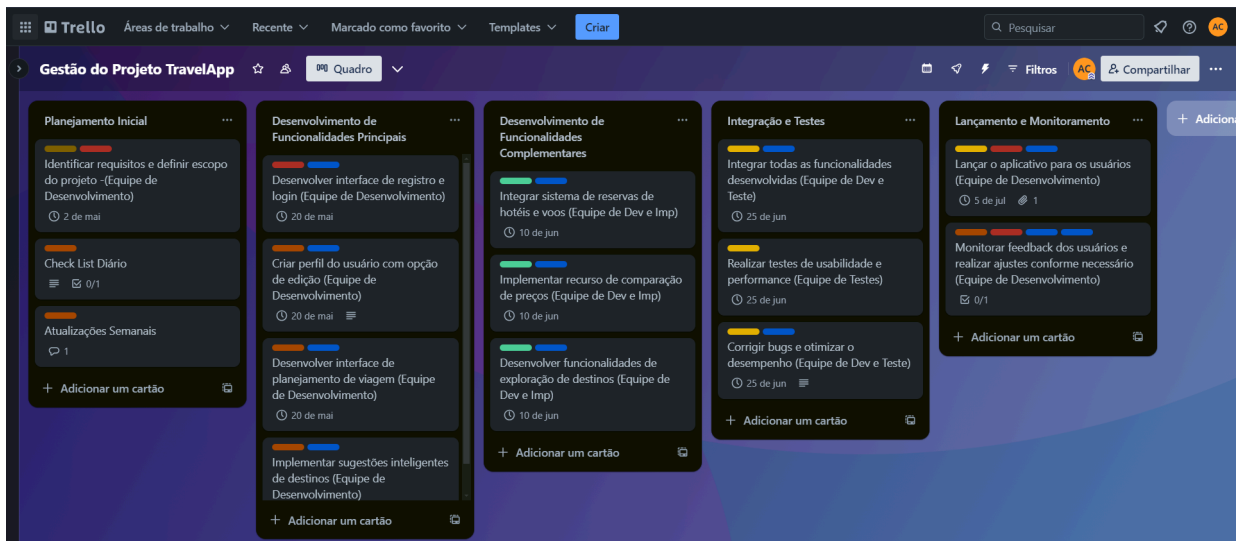 Trello
Áreas de trabalho
Recente
Marcado como favorito
Templates
Criar
Pesquisar
AC
Gestão do Projeto TravelApp
Quadro
Filtros
AC
Compartilhar
Planejamento Inicial
Identificar requisitos e definir escopo
do projeto -(Equipe de
Desenvolvimento)
2 de mai
Check List Diário
0/1
Atualizações Semanais
1
+ Adicionar um cartão
Desenvolvimento de
Funcionalidades Principais
Desenvolver interface de registro e
login (Equipe de Desenvolvimento)
20 de mai
Criar perfil do usuário com opção
de edição (Equipe de
Desenvolvimento)
20 de mai
Desenvolver interface de
planejamento de viagem (Equipe
de Desenvolvimento)
20 de mai
Implementar sugestões inteligentes
de destinos (Equipe de
Desenvolvimento)
+ Adicionar um cartão
Desenvolvimento de
Funcionalidades
Complementares
Integrar sistema de reservas de
hotéis e voos (Equipe de Dev e Imp)
10 de jun
Implementar recurso de comparação
de preços (Equipe de Dev e Imp)
10 de jun
Desenvolver funcionalidades de
exploração de destinos (Equipe de
Dev e Imp)
10 de jun
+ Adicionar um cartão
Integração e Testes
Integrar todas as funcionalidades
desenvolvidas (Equipe de Dev e
Teste)
25 de jun
Realizar testes de usabilidade e
performance (Equipe de Testes)
25 de jun
Corrigir bugs e otimizar o
desempenho (Equipe de Dev e Teste)
25 de jun
+ Adicionar um cartão
Lançamento e Monitoramento
Lançar o aplicativo para os usuários
(Equipe de Desenvolvimento)
5 de jul 1
Monitorar feedback dos usuários e
realizar ajustes conforme necessário
(Equipe de Desenvolvimento)
0/1
+ Adicionar um cartão
+ Adiciona